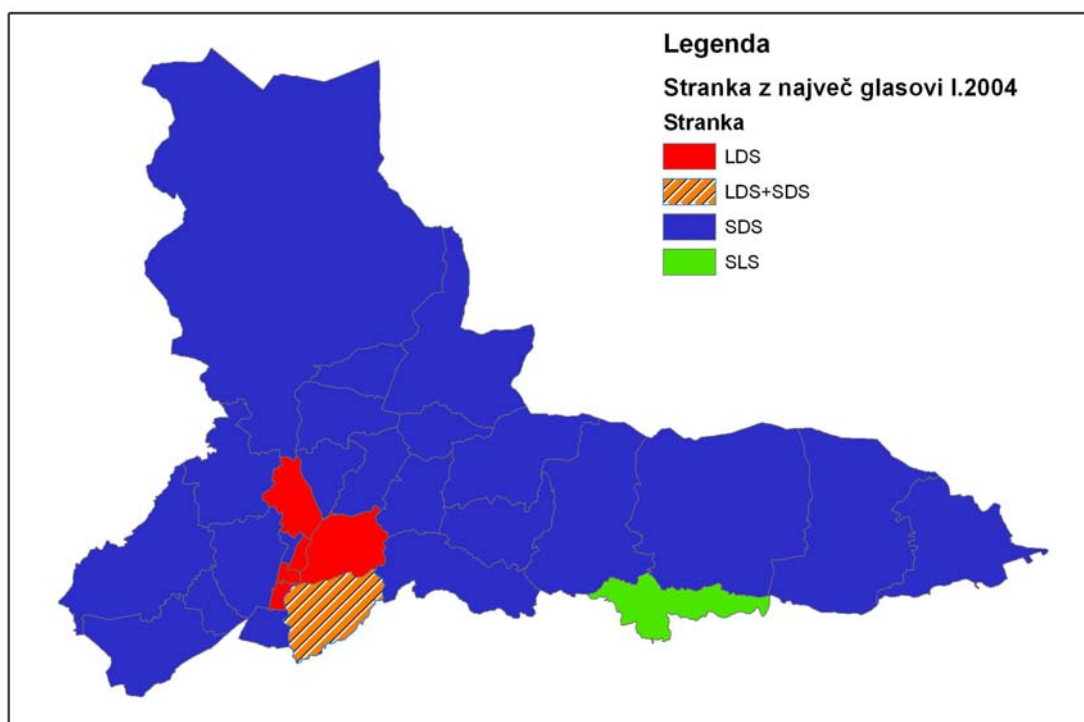 Legenda
Stranka z največ glasovi l.2004
Stranka
LDS
LDS+SDS
SDS
SLS